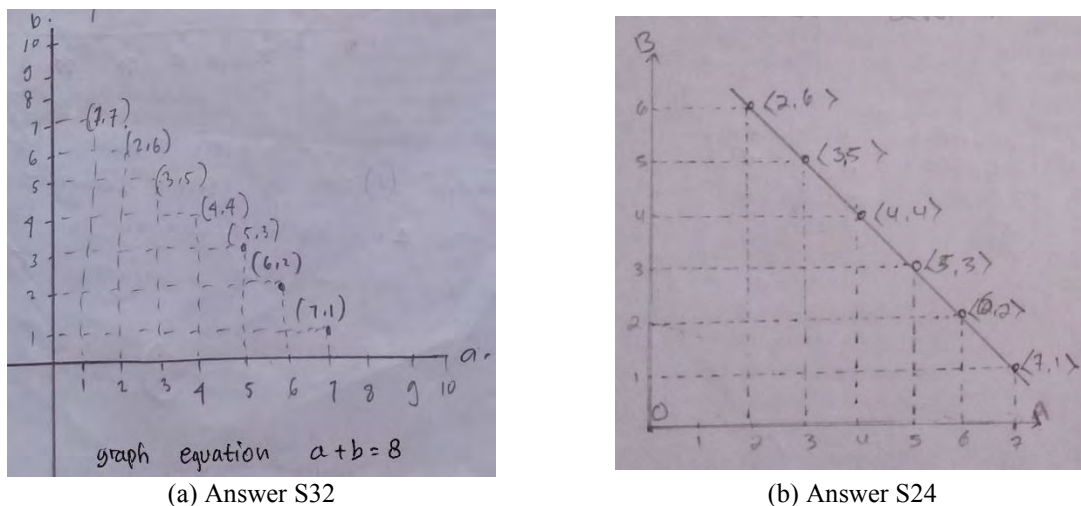 b.
10
9
8
7
6
5
4
3
2
1
(1,7)
(2,6)
(3,5)
(4,4)
(5,3)
(6,2)
(7,1)
a.
1 2 3 4 5 6 7 8 9 10
graph equation a+b=8
(a) Answer S32
B
6
5
4
3
2
1
<2,6>
<3,5>
<4,4>
<5,3>
<6,2>
<7,1>
O
A
1 2 3 4 5 6 7
(b) Answer S24